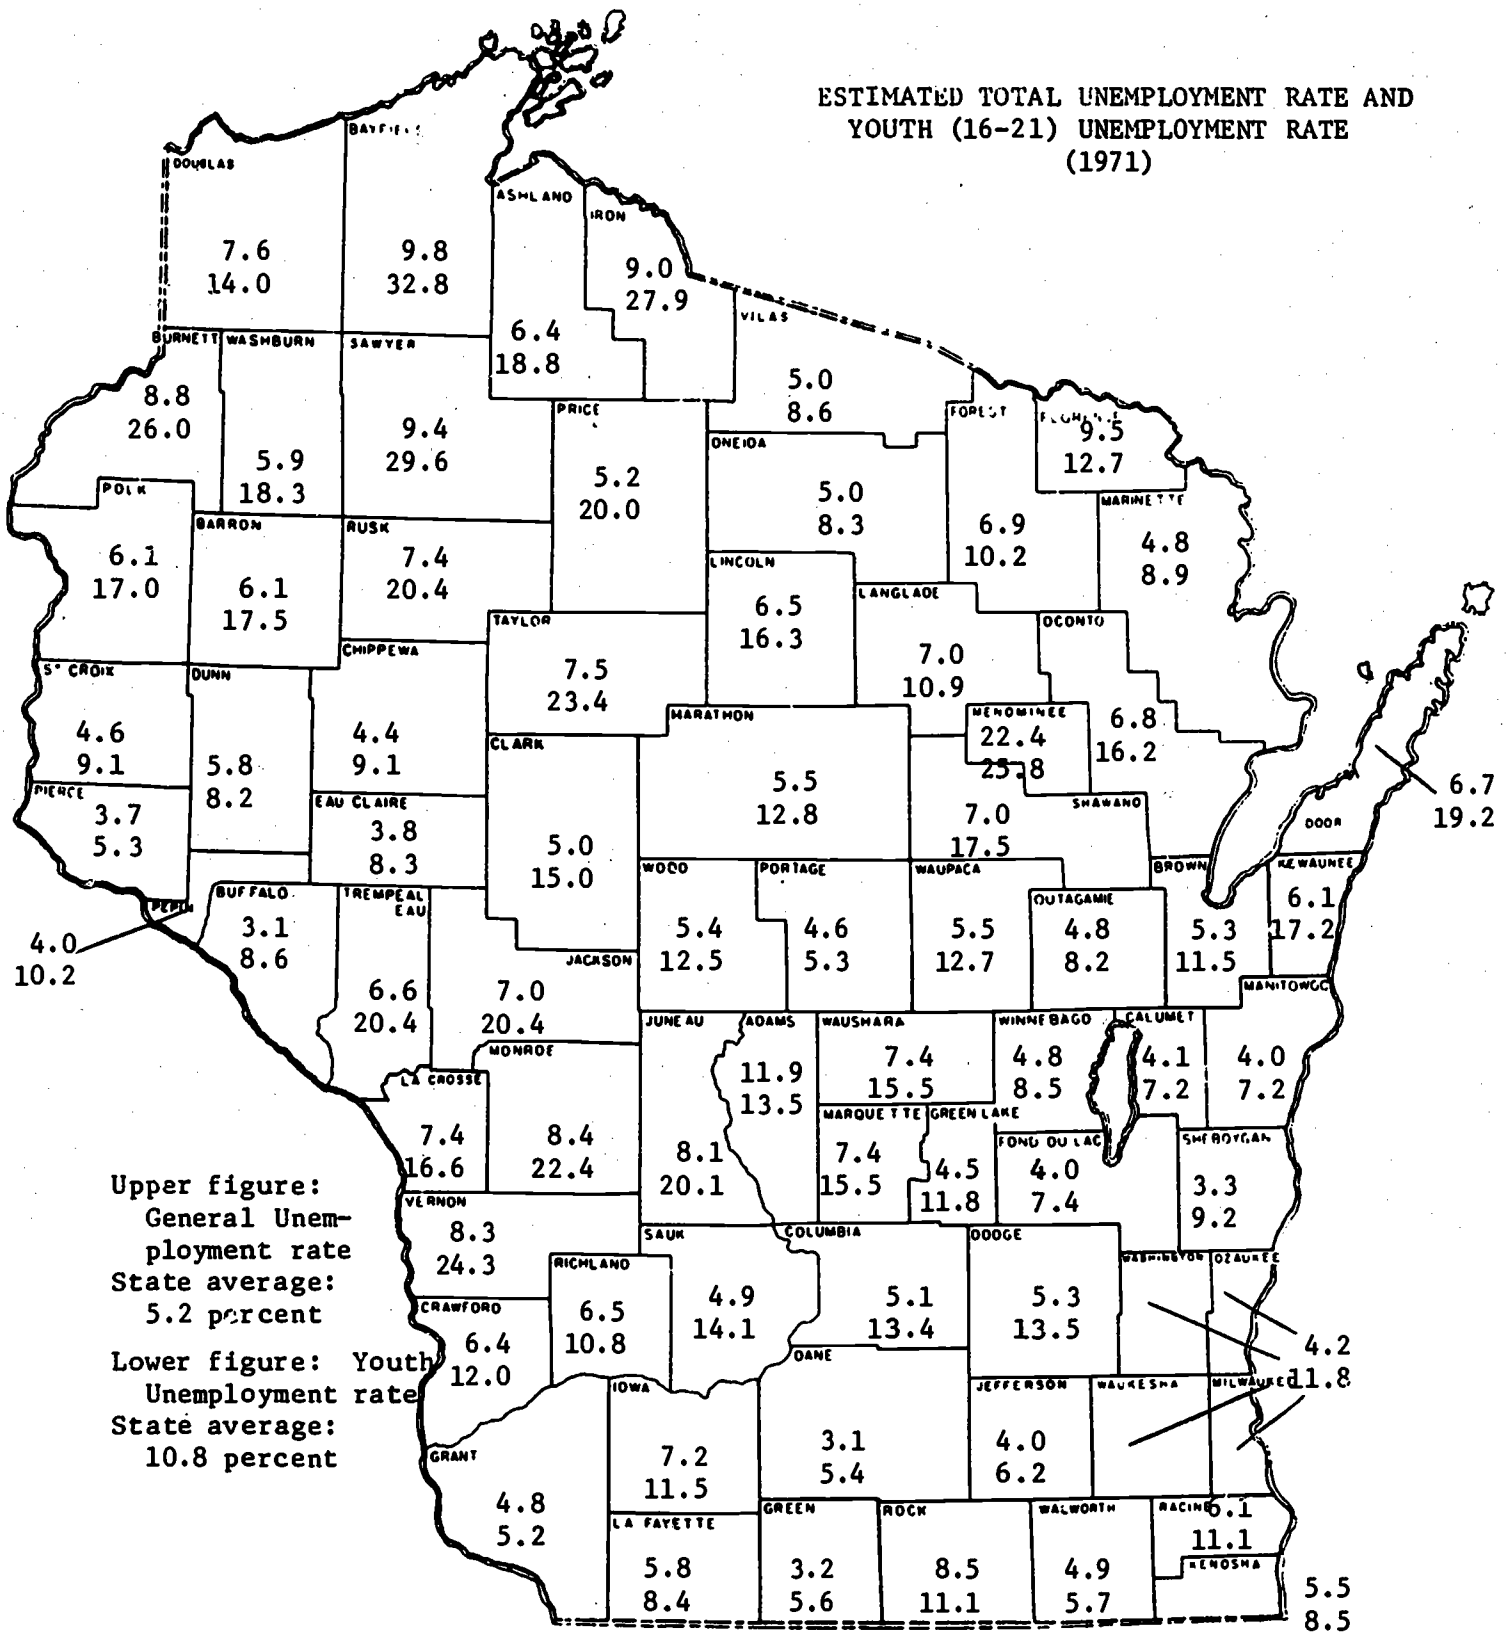 ESTIMATED TOTAL UNEMPLOYMENT RATE AND
YOUTH (16-21) UNEMPLOYMENT RATE
(1971)
DOUGLAS
7.6
14.0
BAYFIELD
9.8
32.8
ASHLAND
6.4
18.8
IRON
9.0
27.9
VILAS
5.0
8.6
BURNETT
8.8
26.0
WASHBURN
5.9
18.3
SAWYER
9.4
29.6
PRICE
5.2
20.0
ONEIDA
5.0
8.3
FOREST
6.9
10.2
FLORENCE
9.5
12.7
MARINETTE
4.8
8.9
POLK
6.1
17.0
BARRON
6.1
17.5
RUSK
7.4
20.4
LINCOLN
6.5
16.3
LANGLADE
7.0
10.9
TAYLOR
7.5
23.4
OCONTO
6.8
16.2
ST CROIX
4.6
9.1
DUNN
5.8
8.2
CHIPPEWA
4.4
9.1
MARATHON
5.5
12.8
MENOMINEE
22.4
25.8
CLARK
5.0
15.0
PIERCE
3.7
5.3
EAU CLAIRE
3.8
8.3
SHAWANO
7.0
17.5
DOOR
6.7
19.2
PEPIN
4.0
10.2
BUFFALO
3.1
8.6
TREMPEAL
EAU
6.6
20.4
JACKSON
7.0
20.4
WOOD
5.4
12.5
PORTAGE
4.6
5.3
WAUPACA
5.5
12.7
OUTAGAMIE
4.8
8.2
BROWN
5.3
11.5
KEWAUNEE
6.1
17.2
MANITOWOC
4.0
7.2
LA CROSSE
7.4
16.6
MONROE
8.4
22.4
JUNEAU
8.1
20.1
ADAMS
11.9
13.5
WAUSHARA
7.4
15.5
WINNEBAGO
4.8
8.5
CALUMET
4.1
7.2
MARQUETTE
7.4
15.5
GREEN LAKE
4.5
11.8
FOND DU LAC
4.0
7.4
SHEBOYGAN
3.3
9.2
VERNON
8.3
24.3
RICHLAND
6.5
10.8
SAUK
4.9
14.1
COLUMBIA
5.1
13.4
DODGE
5.3
13.5
WASHINGTON
OZAUKEE
4.2
11.8
CRAWFORD
6.4
12.0
DANE
3.1
5.4
JEFFERSON
4.0
6.2
WAUKESHA
MILWAUKEE
GRANT
4.8
5.2
IOWA
7.2
11.5
LA FAYETTE
5.8
8.4
GREEN
3.2
5.6
ROCK
8.5
11.1
WALWORTH
4.9
5.7
RACINE
6.1
11.1
KENOSHA
5.5
8.5
Upper figure:
General Unem-
ployment rate
State average:
5.2 percent
Lower figure: Youth
Unemployment rate
State average:
10.8 percent